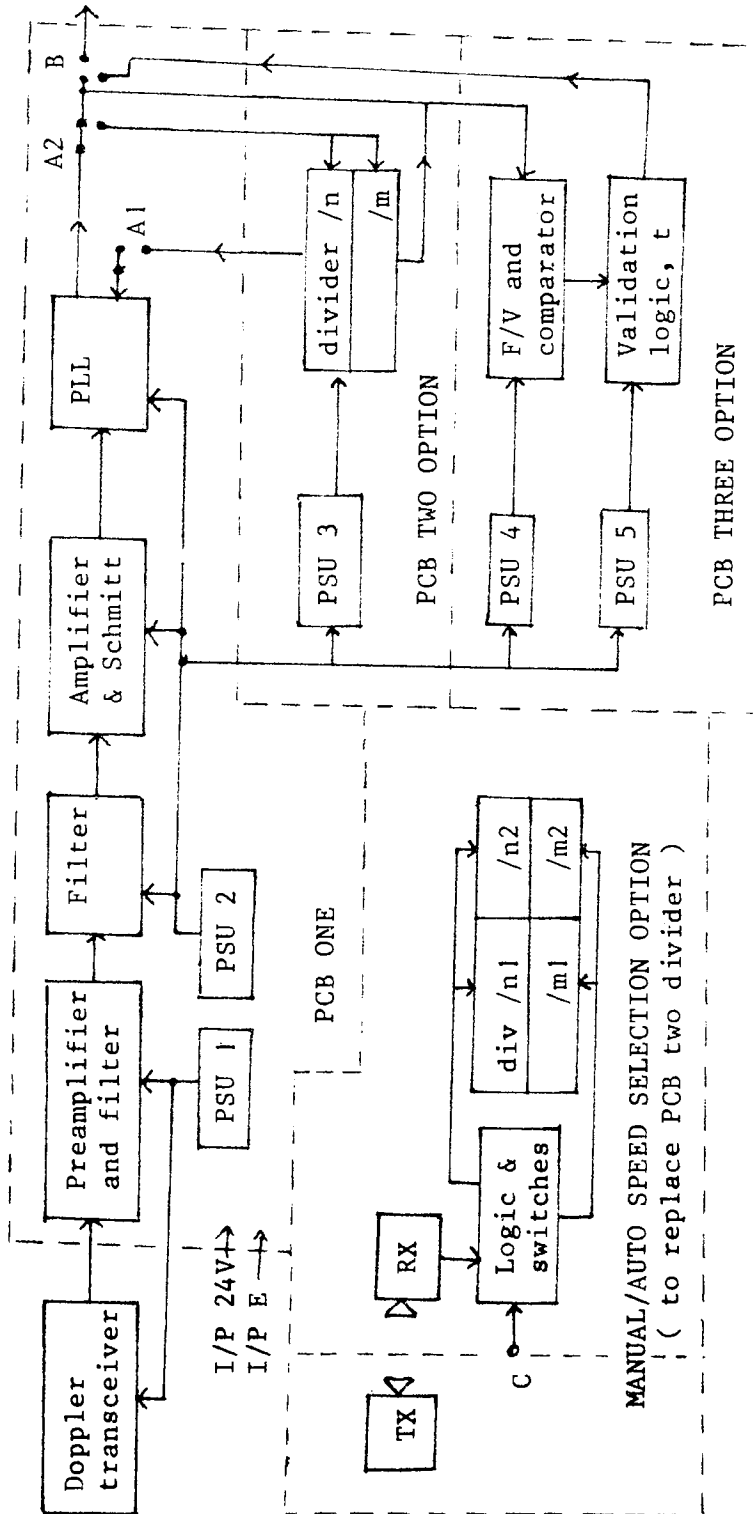 Doppler
transceiver
Preamplifier
and filter
Filter
Amplifier
& Schmitt
PLL
A2
B
A1
PSU 1
PSU 2
I/P 24V
I/P E
PCB ONE
PSU 3
divider /n
/m
PCB TWO OPTION
PSU 4
F/V and
comparator
PSU 5
Validation
logic, t
PCB THREE OPTION
TX
RX
C
Logic &
switches
div /n1
/n2
/m1
/m2
MANUAL/AUTO SPEED SELECTION OPTION
( to replace PCB two divider )